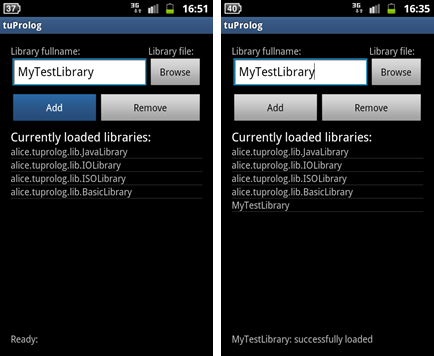 37 3G 16:51
tuProlog
Library fullname: Library file:
MyTestLibrary Browse
Add Remove
Currently loaded libraries:
alice.tuprolog.lib.JavaLibrary
alice.tuprolog.lib.IOLibrary
alice.tuprolog.lib.ISOLibrary
alice.tuprolog.lib.BasicLibrary
Ready:
40 3G 16:35
tuProlog
Library fullname: Library file:
MyTestLibrary Browse
Add Remove
Currently loaded libraries:
alice.tuprolog.lib.JavaLibrary
alice.tuprolog.lib.IOLibrary
alice.tuprolog.lib.ISOLibrary
alice.tuprolog.lib.BasicLibrary
MyTestLibrary
MyTestLibrary: successfully loaded